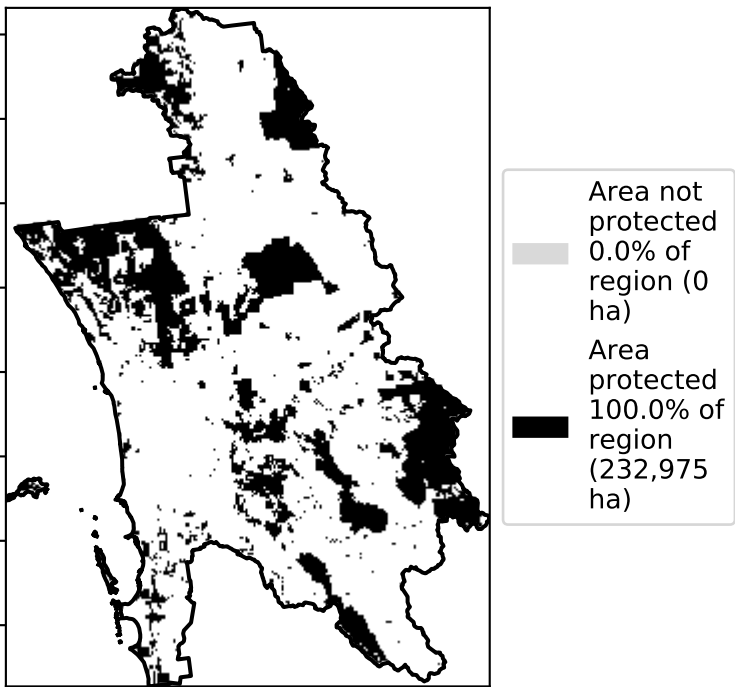 Area not
protected
0.0% of
region (0
ha)
Area
protected
100.0% of
region
(232,975
ha)